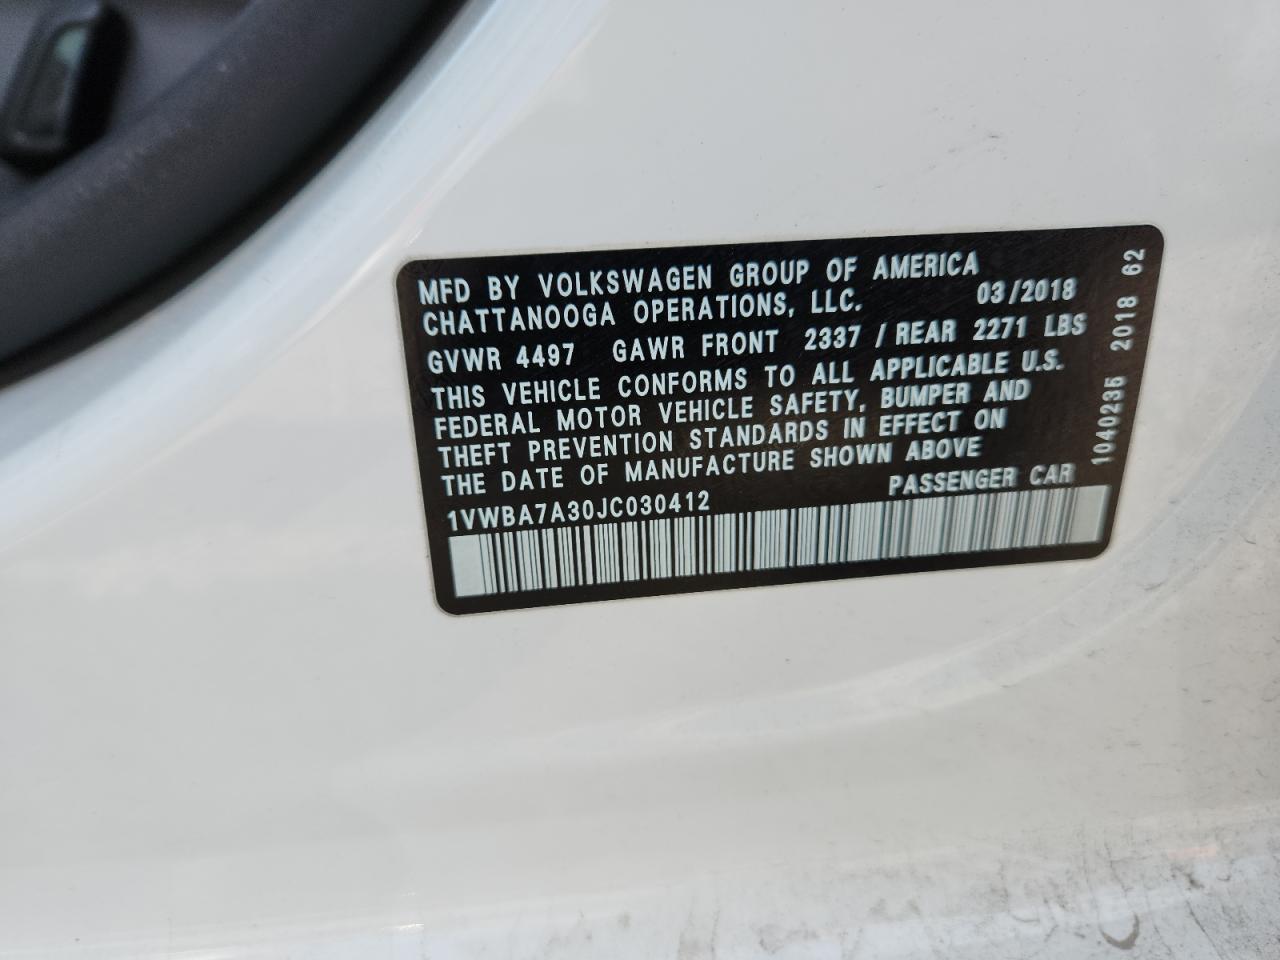 MFD BY VOLKSWAGEN GROUP OF AMERICA
CHATTANOOGA OPERATIONS, LLC. 03/2018
GVWR 4497 GAWR FRONT 2337 / REAR 2271 LBS
THIS VEHICLE CONFORMS TO ALL APPLICABLE U.S.
FEDERAL MOTOR VEHICLE SAFETY, BUMPER AND
THEFT PREVENTION STANDARDS IN EFFECT ON
THE DATE OF MANUFACTURE SHOWN ABOVE
PASSENGER CAR
1VWBA7A30JC030412
1040236 2018 62